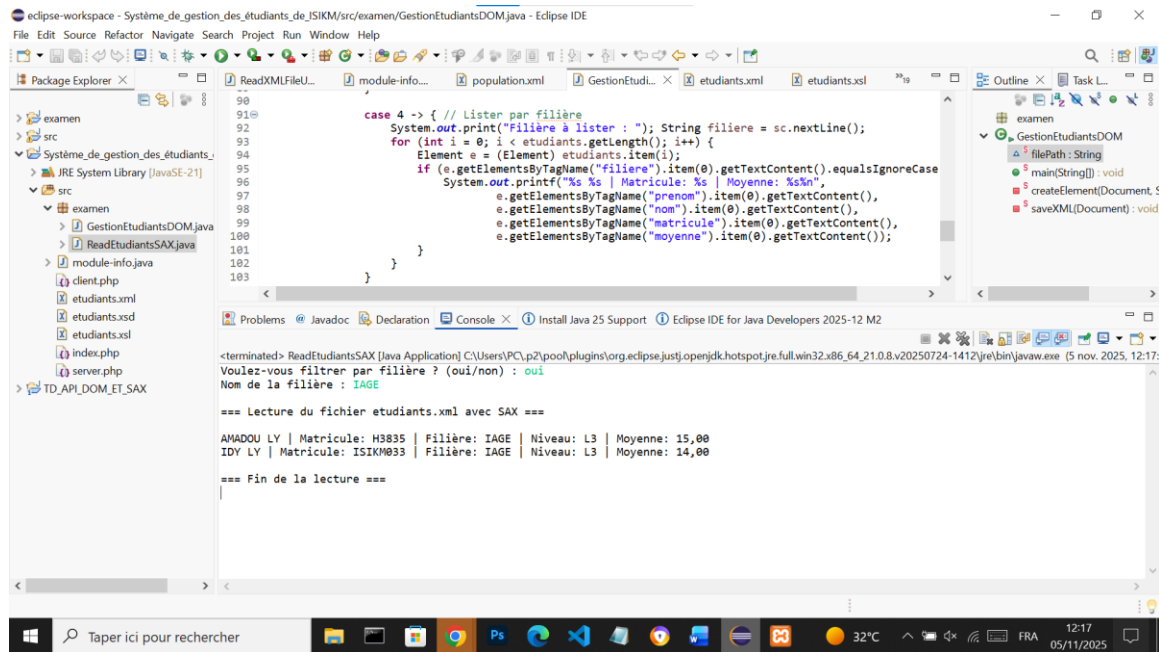 eclipse-workspace - Système_de_gestion_des_étudiants_de_ISIKM/src/examen/GestionEtudiantsDOM.java - Eclipse IDE
File Edit Source Refactor Navigate Search Project Run Window Help
Package Explorer
ReadXMLFileU... module-info.... population.xml GestionEtudi... etudiants.xml etudiants.xsl 19
Outline Task L...
examen
src
Système_de_gestion_des_étudiants_
JRE System Library [JavaSE-21]
src
examen
GestionEtudiantsDOM.java
ReadEtudiantsSAX.java
module-info.java
client.php
etudiants.xml
etudiants.xsd
etudiants.xsl
index.php
server.php
TD_API_DOM_ET_SAX
90
91 case 4 -> { // Lister par filière
92 System.out.print("Filière à lister : "); String filiere = sc.nextLine();
93 for (int i = 0; i < etudiants.getLength(); i++) {
94 Element e = (Element) etudiants.item(i);
95 if (e.getElementsByTagName("filiere").item(0).getTextContent().equalsIgnoreCase
96 System.out.printf("%s %s | Matricule: %s | Moyenne: %s%n",
97 e.getElementsByTagName("prenom").item(0).getTextContent(),
98 e.getElementsByTagName("nom").item(0).getTextContent(),
99 e.getElementsByTagName("matricule").item(0).getTextContent(),
100 e.getElementsByTagName("moyenne").item(0).getTextContent());
101 }
102 }
103 }
examen
GestionEtudiantsDOM
filePath : String
main(String[]) : void
createElement(Document, S
saveXML(Document) : void
Problems Javadoc Declaration Console Install Java 25 Support Eclipse IDE for Java Developers 2025-12 M2
<terminated> ReadEtudiantsSAX [Java Application] C:\Users\PC\.p2\pool\plugins\org.eclipse.justj.openjdk.hotspot.jre.full.win32.x86_64_21.0.8.v20250724-1412\jre\bin\javaw.exe (5 nov. 2025, 12:17:
Voulez-vous filtrer par filière ? (oui/non) : oui
Nom de la filière : IAGE
=== Lecture du fichier etudiants.xml avec SAX ===
AMADOU LY | Matricule: H3835 | Filière: IAGE | Niveau: L3 | Moyenne: 15,00
IDY LY | Matricule: ISIKM033 | Filière: IAGE | Niveau: L3 | Moyenne: 14,00
=== Fin de la lecture ===
Taper ici pour rechercher
Ps
32°C
FRA
12:17
05/11/2025